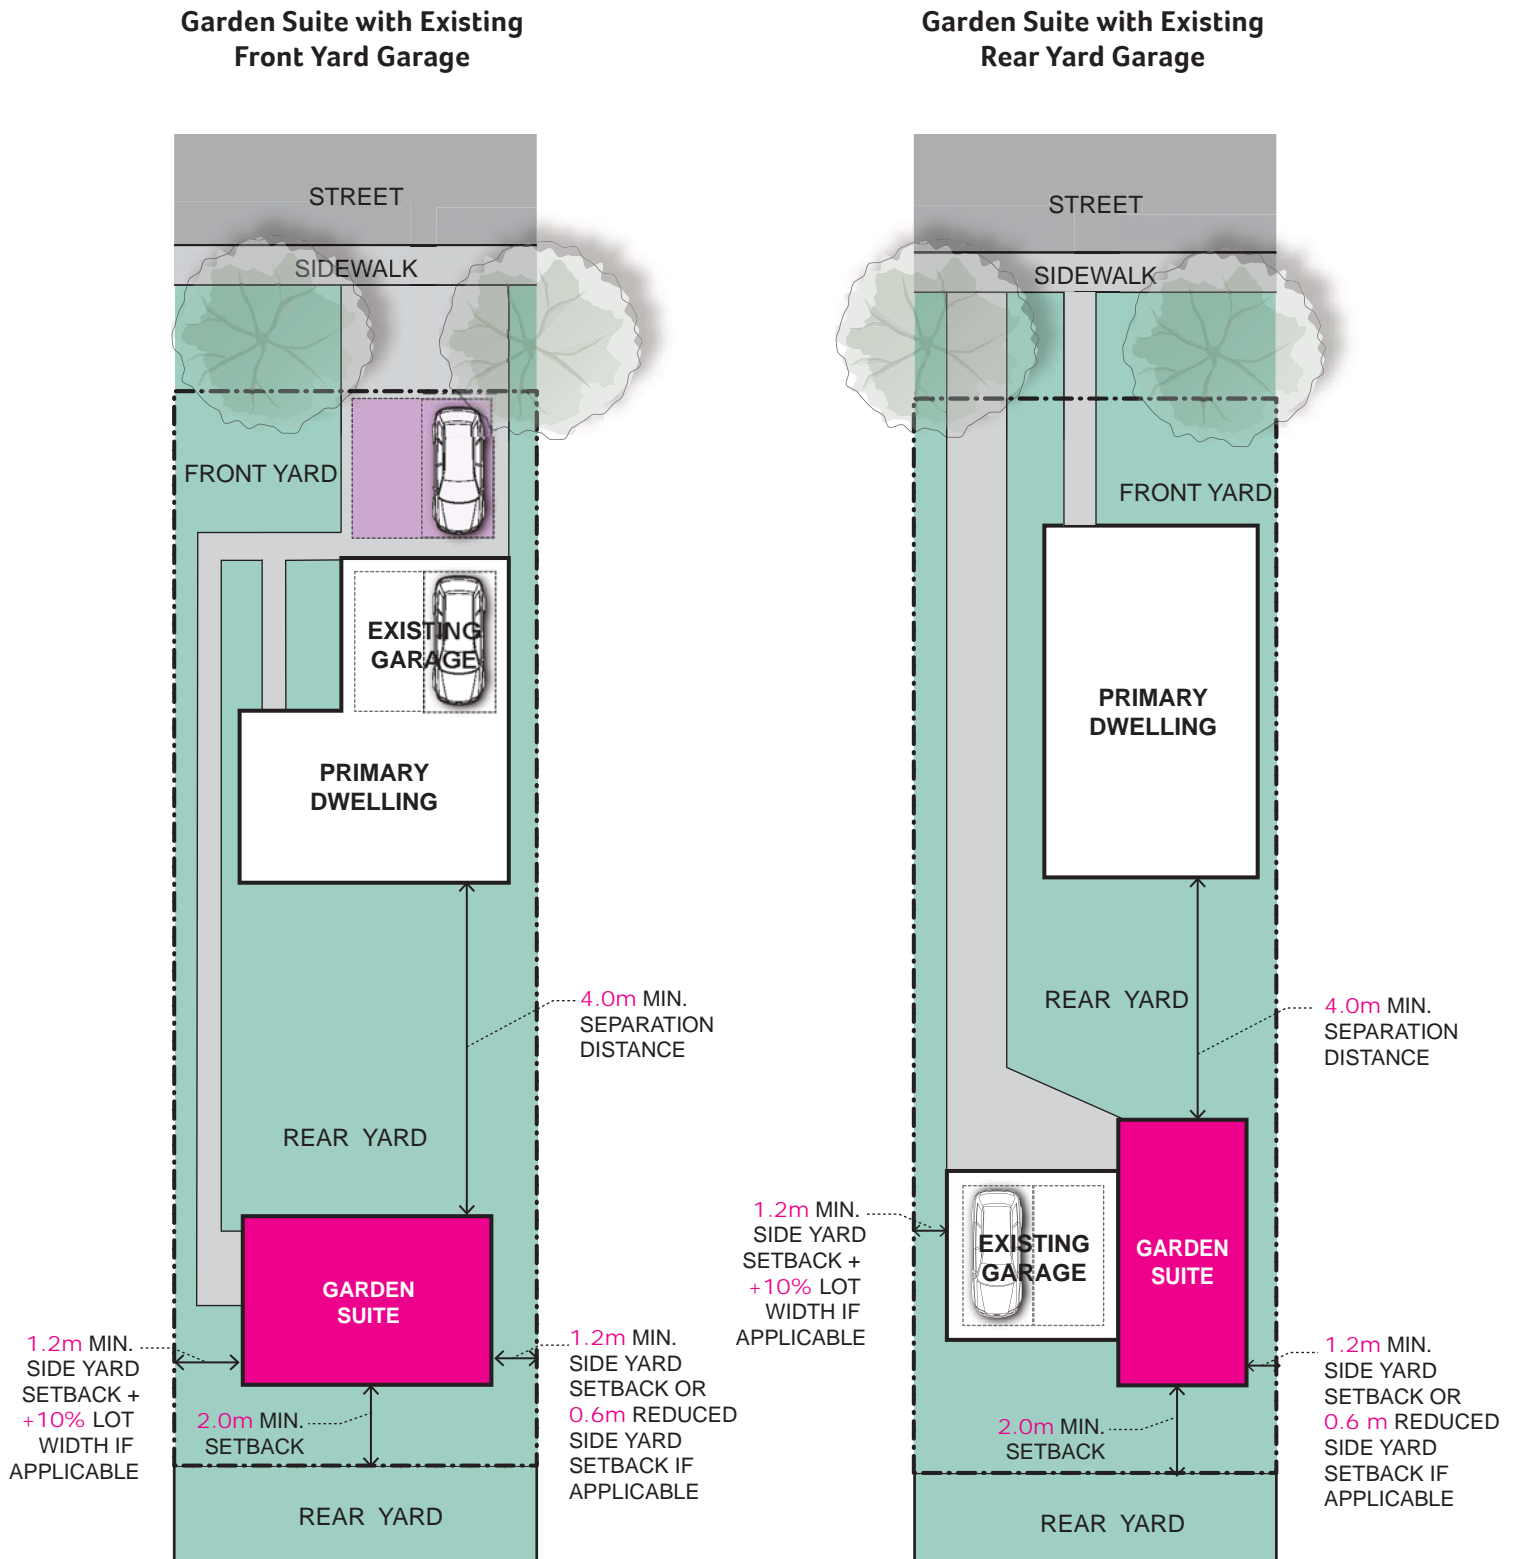 Garden Suite with Existing
Front Yard Garage
STREET
SIDEWALK
FRONT YARD
EXISTING
GARAGE
PRIMARY
DWELLING
4.0m MIN.
SEPARATION
DISTANCE
REAR YARD
GARDEN
SUITE
1.2m MIN.
SIDE YARD
SETBACK +
+10% LOT
WIDTH IF
APPLICABLE
2.0m MIN.
SETBACK
1.2m MIN.
SIDE YARD
SETBACK OR
0.6m REDUCED
SIDE YARD
SETBACK IF
APPLICABLE
REAR YARD
Garden Suite with Existing
Rear Yard Garage
STREET
SIDEWALK
FRONT YARD
PRIMARY
DWELLING
REAR YARD
4.0m MIN.
SEPARATION
DISTANCE
1.2m MIN.
SIDE YARD
SETBACK +
+10% LOT
WIDTH IF
APPLICABLE
EXISTING
GARAGE
GARDEN
SUITE
2.0m MIN.
SETBACK
1.2m MIN.
SIDE YARD
SETBACK OR
0.6 m REDUCED
SIDE YARD
SETBACK IF
APPLICABLE
REAR YARD